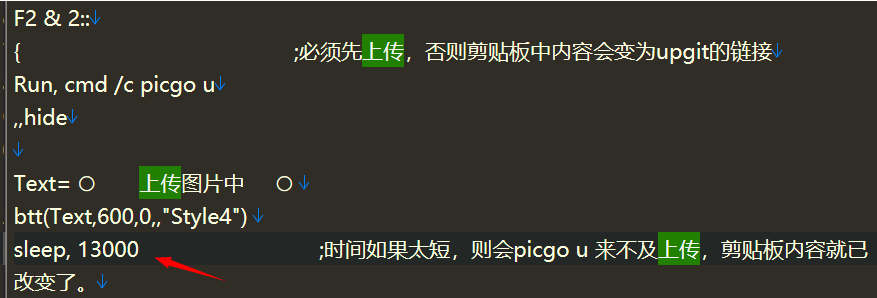 F2 & 2::↓
{ ;必须先上传，否则剪贴板中内容会变为upgit的链接↓
Run, cmd /c picgo u↓
,,hide↓
↓
Text= ○ 上传图片中 ○ ↓
btt(Text,600,0,,"Style4") ↓
sleep, 13000 ;时间如果太短，则会picgo u 来不及上传，剪贴板内容就已
改变了。↓